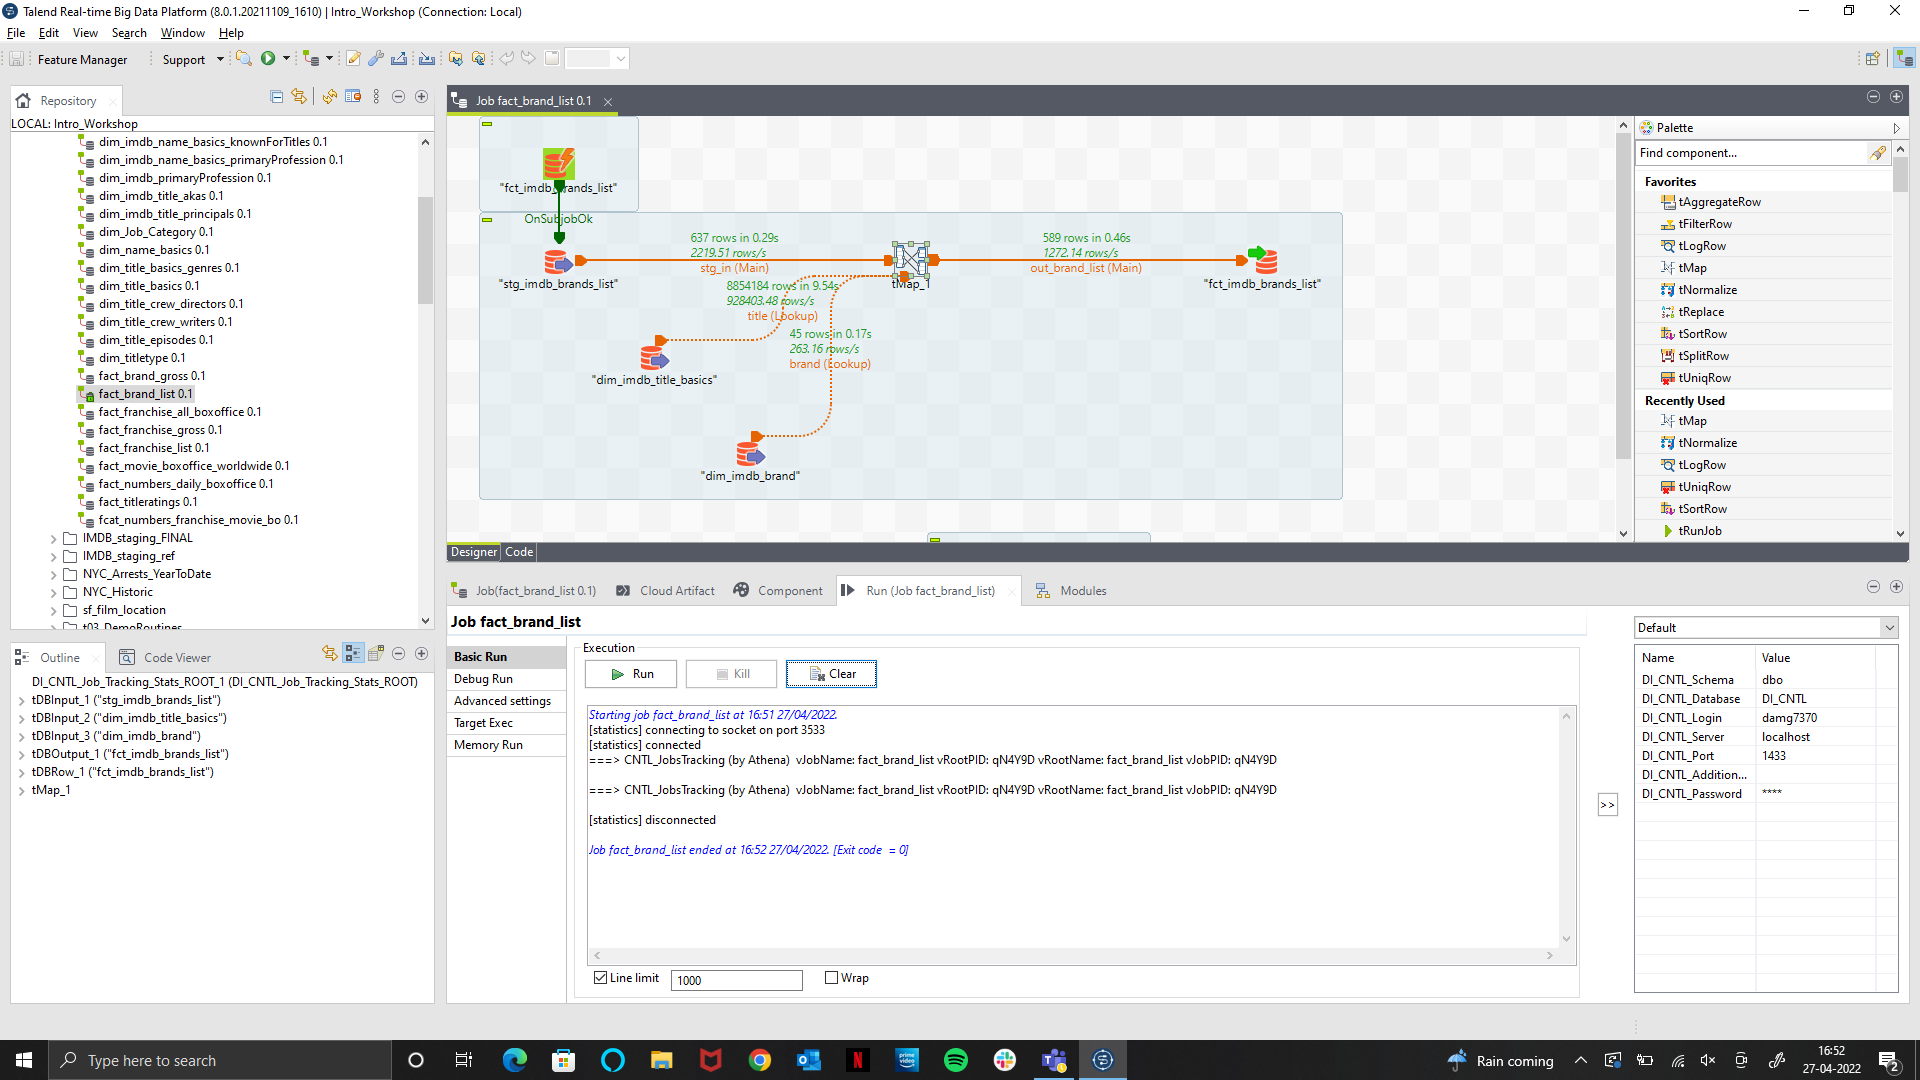 Talend Real-time Big Data Platform (8.0.1.20211109_1610) | Intro_Workshop (Connection: Local)
File Edit View Search Window Help
Feature Manager Support
Repository
LOCAL: Intro_Workshop
dim_imdb_name_basics_knownForTitles 0.1
dim_imdb_name_basics_primaryProfession 0.1
dim_imdb_primaryProfession 0.1
dim_imdb_title_akas 0.1
dim_imdb_title_principals 0.1
dim_Job_Category 0.1
dim_name_basics 0.1
dim_title_basics_genres 0.1
dim_title_basics 0.1
dim_title_crew_directors 0.1
dim_title_crew_writers 0.1
dim_title_episodes 0.1
dim_titletype 0.1
fact_brand_gross 0.1
fact_brand_list 0.1
fact_franchise_all_boxoffice 0.1
fact_franchise_gross 0.1
fact_franchise_list 0.1
fact_movie_boxoffice_worldwide 0.1
fact_numbers_daily_boxoffice 0.1
fact_titleratings 0.1
fcat_numbers_franchise_movie_bo 0.1
IMDB_staging_FINAL
IMDB_staging_ref
NYC_Arrests_YearToDate
NYC_Historic
sf_film_location
t03_DemoRoutines
Outline Code Viewer
DI_CNTL_Job_Tracking_Stats_ROOT_1 (DI_CNTL_Job_Tracking_Stats_ROOT)
tDBInput_1 ("stg_imdb_brands_list")
tDBInput_2 ("dim_imdb_title_basics")
tDBInput_3 ("dim_imdb_brand")
tDBOutput_1 ("fct_imdb_brands_list")
tDBRow_1 ("fct_imdb_brands_list")
tMap_1
Job fact_brand_list 0.1
"fct_imdb_brands_list"
OnSubjobOk
637 rows in 0.29s
2219.51 rows/s
stg_in (Main)
589 rows in 0.46s
1272.14 rows/s
out_brand_list (Main)
"stg_imdb_brands_list"
tMap_1
"fct_imdb_brands_list"
8854184 rows in 9.54s
928403.48 rows/s
title (Lookup)
45 rows in 0.17s
263.16 rows/s
brand (Lookup)
"dim_imdb_title_basics"
"dim_imdb_brand"
Designer Code
Palette
Find component...
Favorites
tAggregateRow
tFilterRow
tLogRow
tMap
tNormalize
tReplace
tSortRow
tSplitRow
tUniqRow
Recently Used
tMap
tNormalize
tLogRow
tUniqRow
tSortRow
tRunJob
Job(fact_brand_list 0.1) Cloud Artifact Component Run (Job fact_brand_list) Modules
Job fact_brand_list
Basic Run
Debug Run
Advanced settings
Target Exec
Memory Run
Execution
Run Kill Clear
Starting job fact_brand_list at 16:51 27/04/2022.
[statistics] connecting to socket on port 3533
[statistics] connected
===> CNTL_JobsTracking (by Athena)  vJobName: fact_brand_list vRootPID: qN4Y9D vRootName: fact_brand_list vJobPID: qN4Y9D
===> CNTL_JobsTracking (by Athena)  vJobName: fact_brand_list vRootPID: qN4Y9D vRootName: fact_brand_list vJobPID: qN4Y9D
[statistics] disconnected
Job fact_brand_list ended at 16:52 27/04/2022. [Exit code  = 0]
Line limit 1000 Wrap
>>
Default
Name Value
DI_CNTL_Schema dbo
DI_CNTL_Database DI_CNTL
DI_CNTL_Login damg7370
DI_CNTL_Server localhost
DI_CNTL_Port 1433
DI_CNTL_Addition...
DI_CNTL_Password ****
Type here to search
prime video
Rain coming
16:52
27-04-2022
2